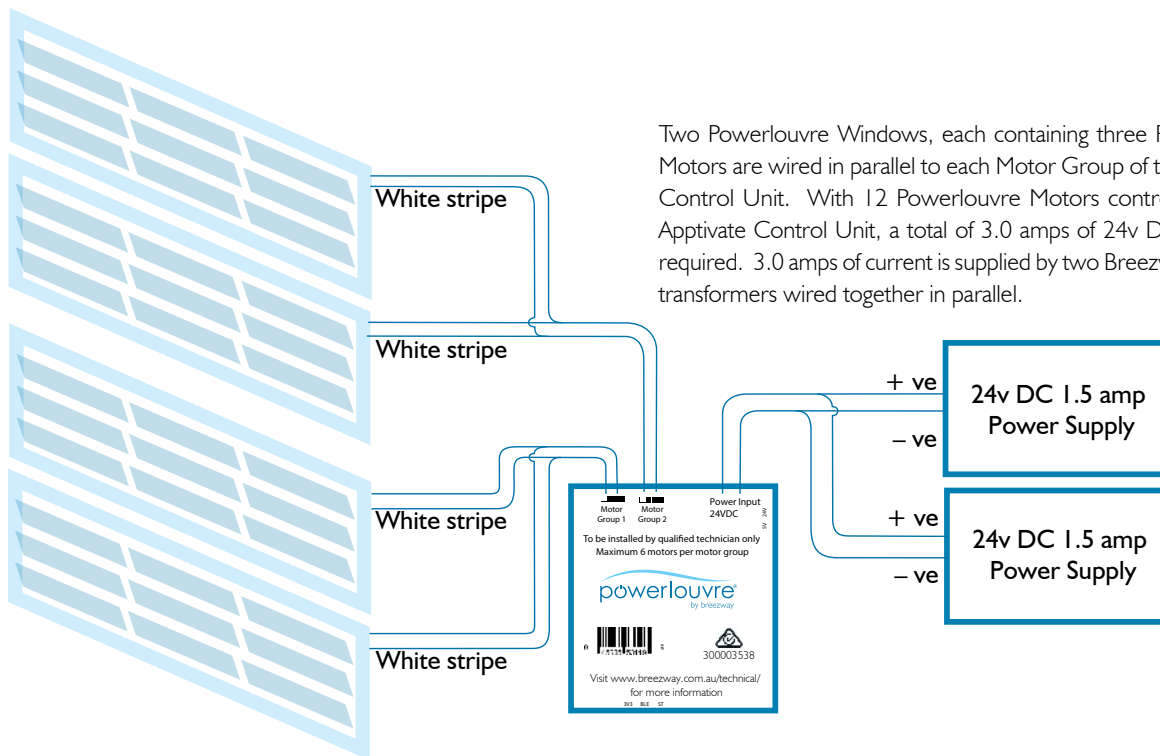 Two Powerlouvre Windows, each containing three
Motors are wired in parallel to each Motor Group of
Control Unit. With 12 Powerlouvre Motors
Apptivate Control Unit, a total of 3.0 amps of 24v
required. 3.0 amps of current is supplied by two
transformers wired together in parallel.
White stripe
White stripe
White stripe
White stripe
+ ve
– ve
24v DC 1.5 amp
Power Supply
+ ve
– ve
24v DC 1.5 amp
Power Supply
Motor
Group 1
Motor
Group 2
Power Input
24VDC
5V 24V
To be installed by qualified technician only
Maximum 6 motors per motor group
powerlouvre®
by breezway
300003538
Visit www.breezway.com.au/technical/
for more information
3V3 BLE ST